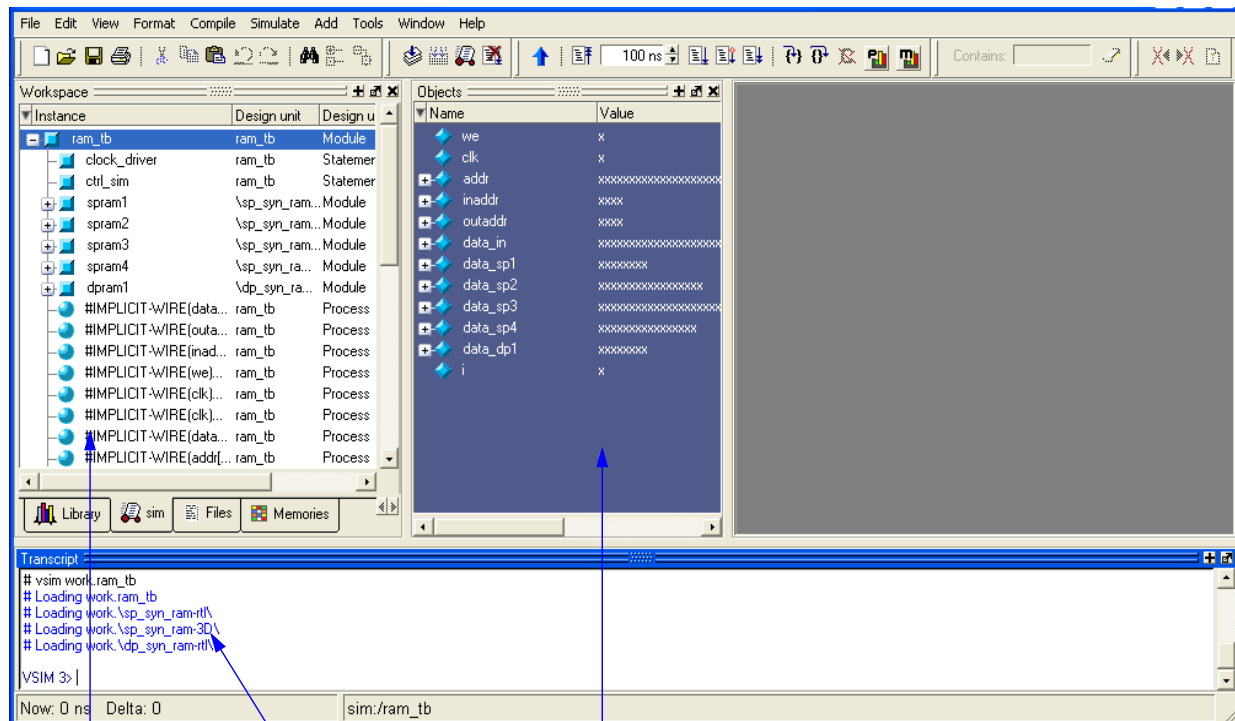 File Edit View Format Compile Simulate Add Tools Window Help
100 ns
Contains:
Workspace
Instance Design unit Design u
ram_tb ram_tb Module
clock_driver ram_tb Statemer
ctrl_sim ram_tb Statemer
spram1 \sp_syn_ram... Module
spram2 \sp_syn_ram... Module
spram3 \sp_syn_ram... Module
spram4 \sp_syn_ra... Module
dpram1 \dp_syn_ra... Module
#IMPLICIT-WIRE(data... ram_tb Process
#IMPLICIT-WIRE(outa... ram_tb Process
#IMPLICIT-WIRE(inad... ram_tb Process
#IMPLICIT-WIRE(we)... ram_tb Process
#IMPLICIT-WIRE(clk)... ram_tb Process
#IMPLICIT-WIRE(clk)... ram_tb Process
#IMPLICIT-WIRE(data... ram_tb Process
#IMPLICIT-WIRE(addr[... ram_tb Process
Library sim Files Memories
Objects
Name Value
we x
clk x
addr xxxxxxxxxxxxxxxxxxxx
inaddr xxxx
outaddr xxxx
data_in xxxxxxxxxxxxxxxxxxxx
data_sp1 xxxxxxxx
data_sp2 xxxxxxxxxxxxxxxxx
data_sp3 xxxxxxxxxxxxxxxxxxxx
data_sp4 xxxxxxxxxxxxxxxx
data_dp1 xxxxxxxx
i x
Transcript
# vsim work.ram_tb
# Loading work.ram_tb
# Loading work.\sp_syn_ram-rtl\
# Loading work.\sp_syn_ram-3D\
# Loading work.\dp_syn_ram-rtl\
VSIM 3>
Now: 0 ns Delta: 0 sim:/ram_tb